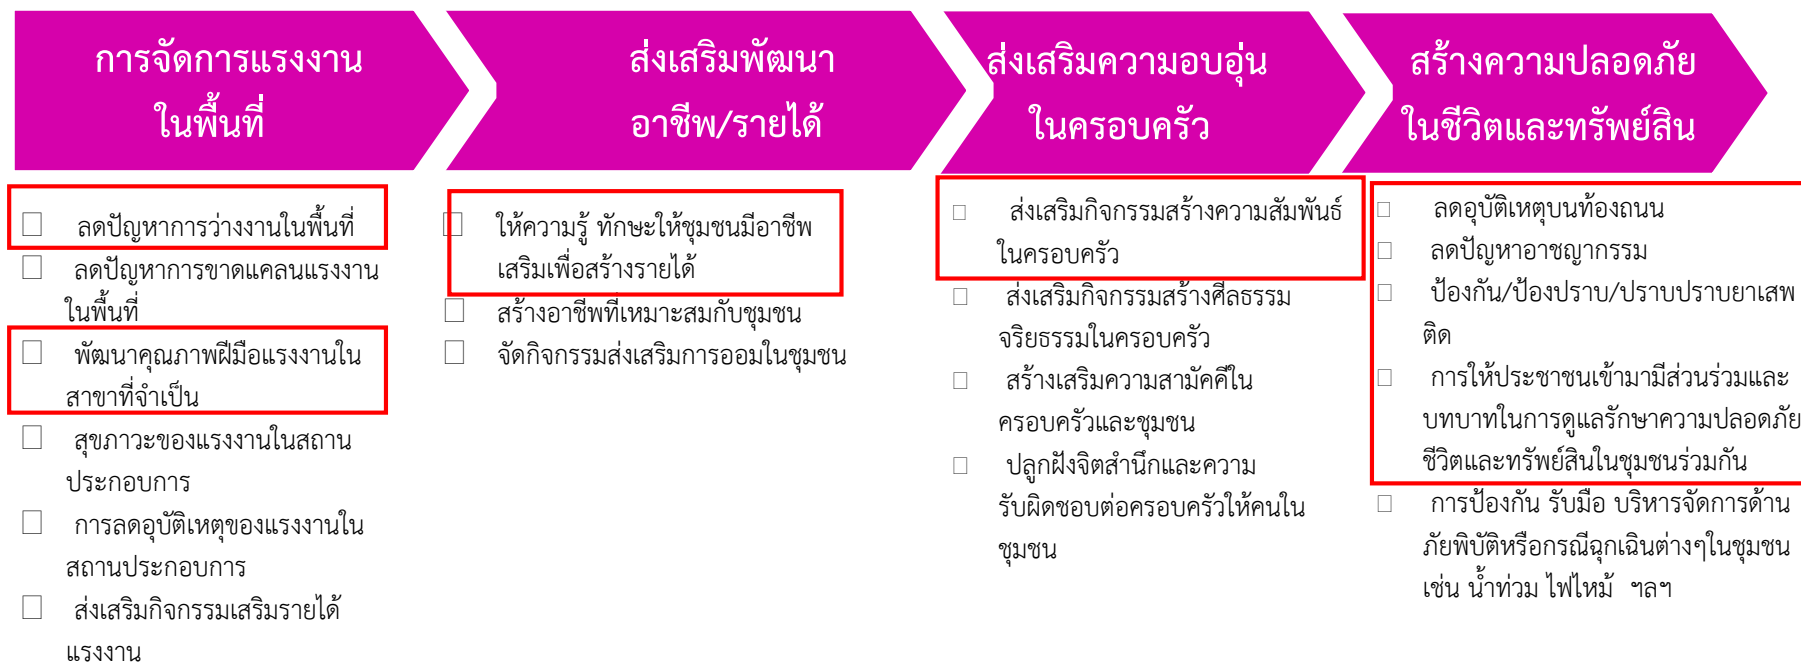 การจัดการแรงงาน
ในพื้นที่
ส่งเสริมพัฒนา
อาชีพ/รายได้
ส่งเสริมความอบอุ่น
ในครอบครัว
สร้างความปลอดภัย
ในชีวิตและทรัพย์สิน
ลดปัญหาการว่างงานในพื้นที่
ลดปัญหาการขาดแคลนแรงงาน
ในพื้นที่
พัฒนาคุณภาพฝีมือแรงงานใน
สาขาที่จำเป็น
สุขภาวะของแรงงานในสถาน
ประกอบการ
การลดอุบัติเหตุของแรงงานใน
สถานประกอบการ
ส่งเสริมกิจกรรมเสริมรายได้
แรงงาน
ให้ความรู้ ทักษะให้ชุมชนมีอาชีพ
เสริมเพื่อสร้างรายได้
สร้างอาชีพที่เหมาะสมกับชุมชน
จัดกิจกรรมส่งเสริมการออมในชุมชน
ส่งเสริมกิจกรรมสร้างความสัมพันธ์
ในครอบครัว
ส่งเสริมกิจกรรมสร้างศีลธรรม
จริยธรรมในครอบครัว
สร้างเสริมความสามัคคีใน
ครอบครัวและชุมชน
ปลูกฝังจิตสำนึกและความ
รับผิดชอบต่อครอบครัวให้คนใน
ชุมชน
ลดอุบัติเหตุบนท้องถนน
ลดปัญหาอาชญากรรม
ป้องกัน/ป้องปราบ/ปราบปราบยาเสพ
ติด
การให้ประชาชนเข้ามามีส่วนร่วมและ
บทบาทในการดูแลรักษาความปลอดภัย
ชีวิตและทรัพย์สินในชุมชนร่วมกัน
การป้องกัน รับมือ บริหารจัดการด้าน
ภัยพิบัติหรือกรณีฉุกเฉินต่างๆในชุมชน
เช่น น้ำท่วม ไฟไหม้ ฯลฯ